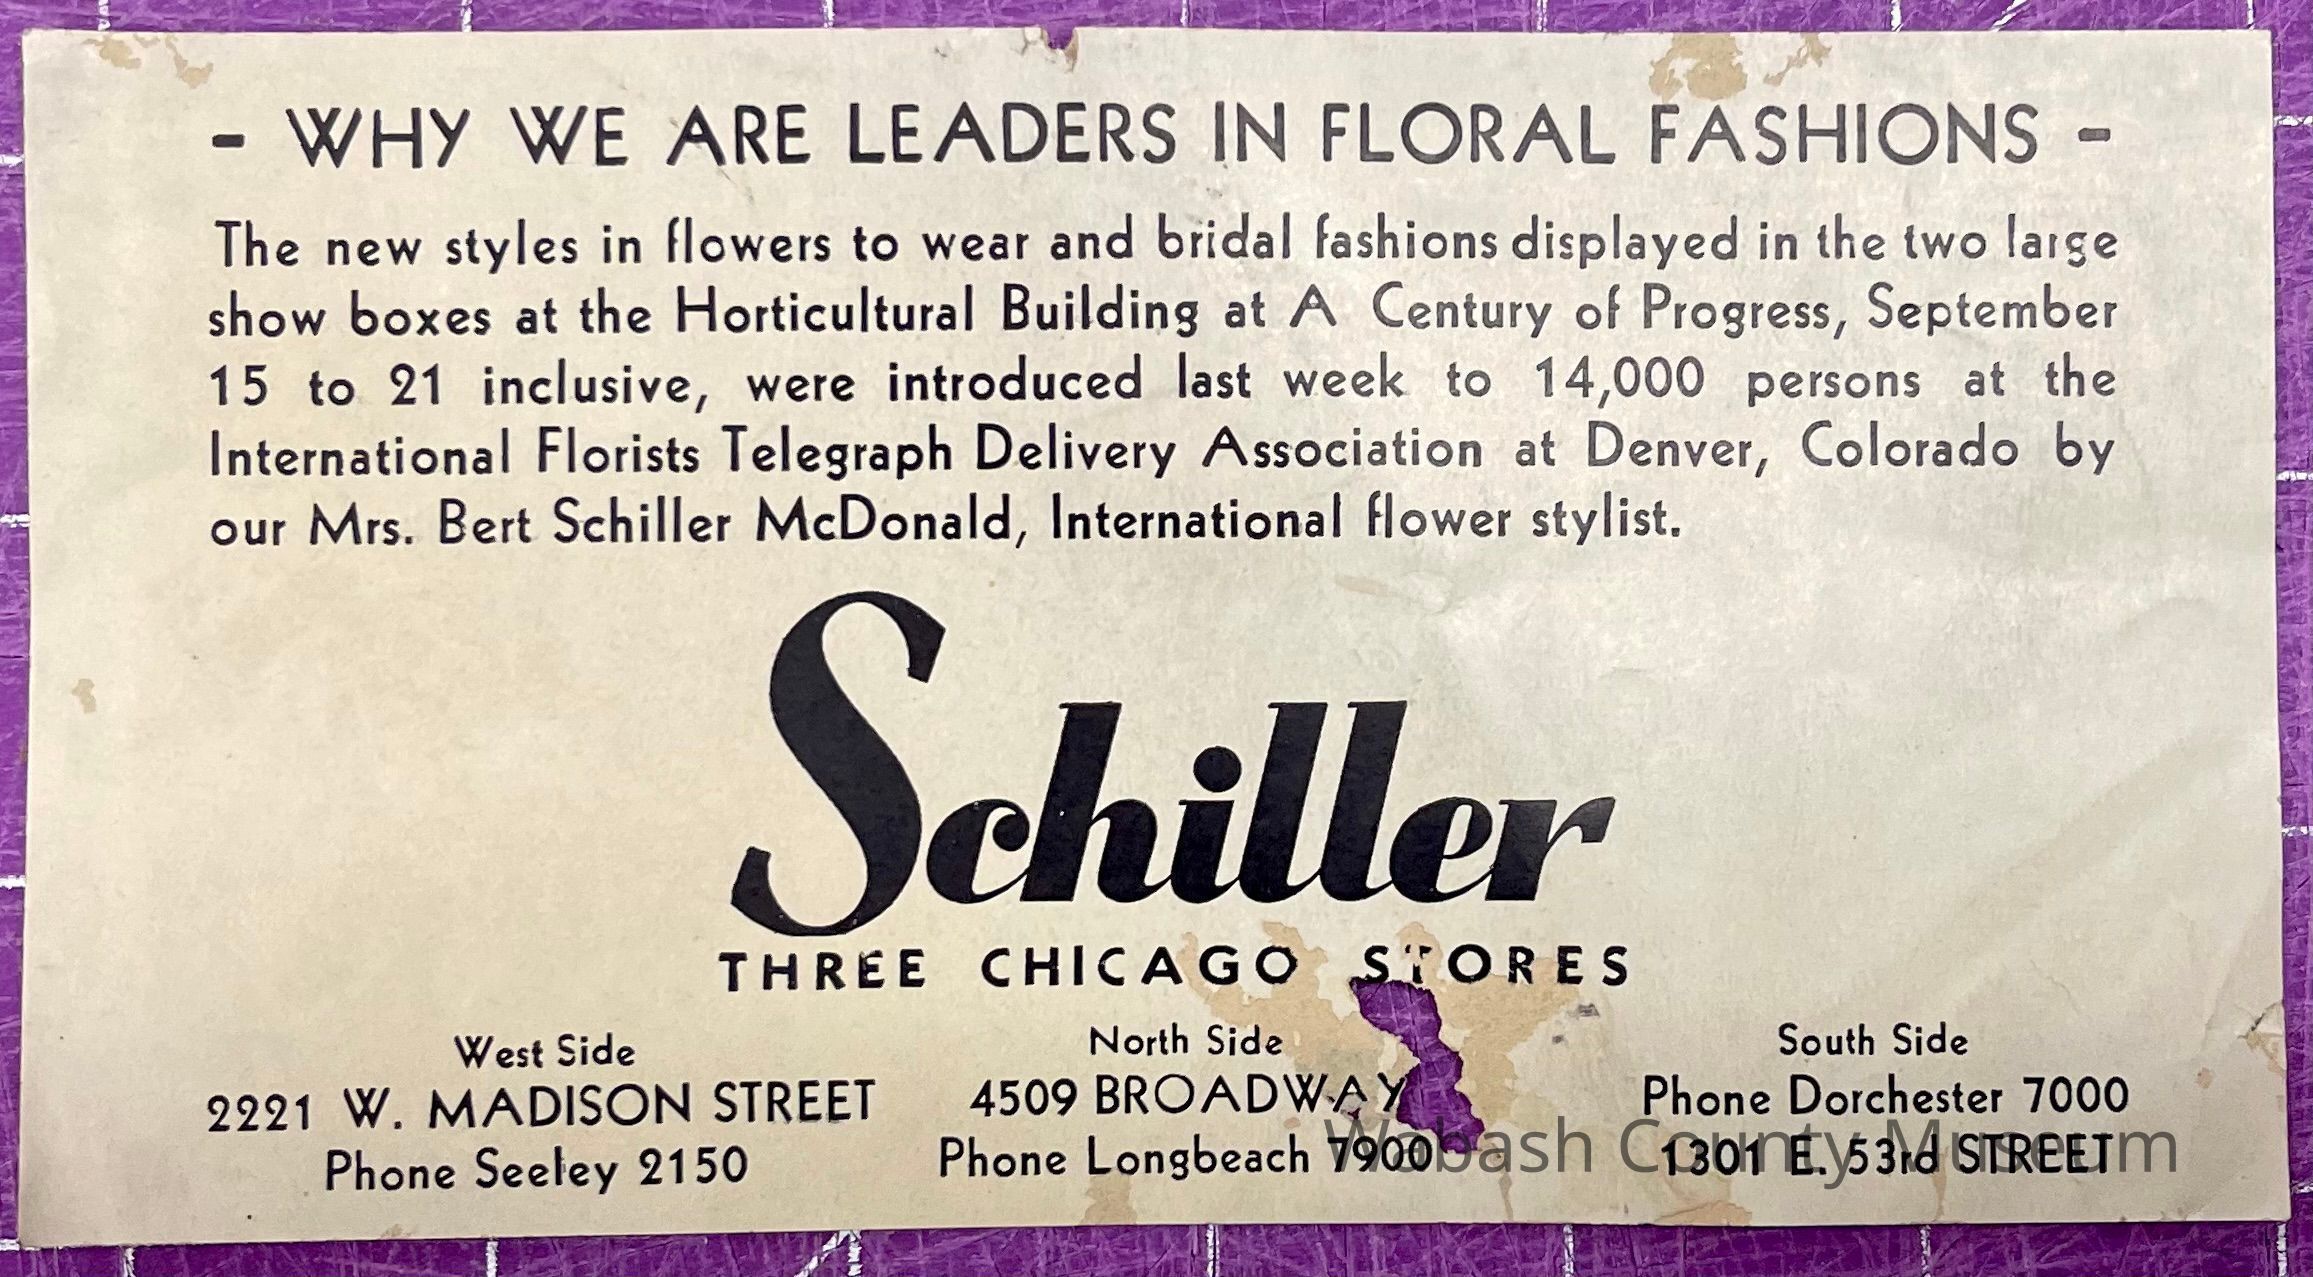 - WHY WE ARE LEADERS IN FLORAL FASHIONS -
The new styles in flowers to wear and bridal fashions displayed in the two large
show boxes at the Horticultural Building at A Century of Progress, September
15 to 21 inclusive, were introduced last week to 14,000 persons at the
International Florists Telegraph Delivery Association at Denver, Colorado by
our Mrs. Bert Schiller McDonald, International flower stylist.
Schiller
THREE CHICAGO STORES
West Side
2221 W. MADISON STREET
Phone Seeley 2150
North Side
4509 BROADWAY
Phone Longbeach 7900
South Side
Phone Dorchester 7000
1301 E. 53rd STREET
Wabash County Museum